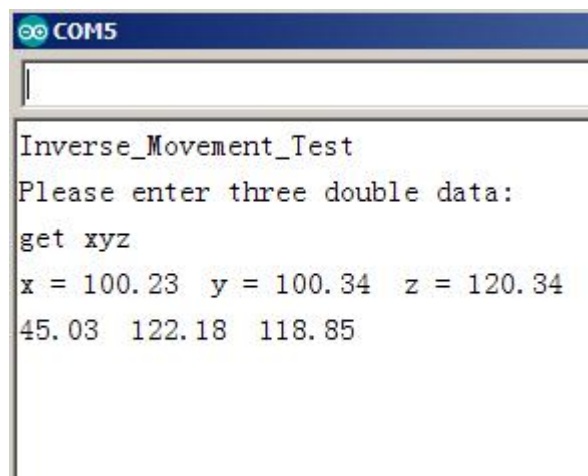 COM5
Inverse_Movement_Test
Please enter three double data:
get xyz
x = 100.23 y = 100.34 z = 120.34
45.03 122.18 118.85